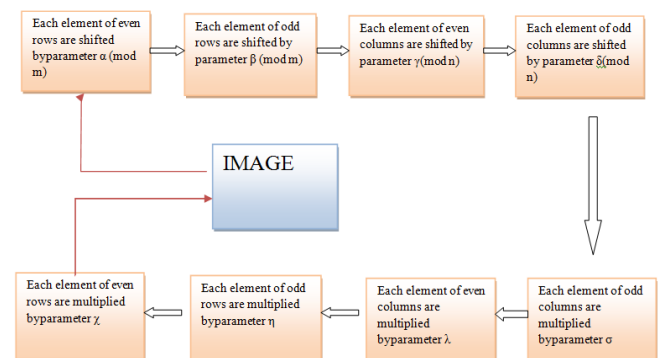 Each element of even
rows are shifted
byparameter α (mod
m)
Each element of odd
rows are shifted by
parameter β (mod m)
Each element of even
columns are shifted by
parameter γ(mod n)
Each element of odd
columns are shifted
by parameter δ(mod
n)
IMAGE
Each element of even
rows are multiplied
byparameter χ
Each element of odd
rows are multiplied
byparameter η
Each element of even
columns are
multiplied
byparameter λ
Each element of odd
columns are
multiplied
byparameter σ